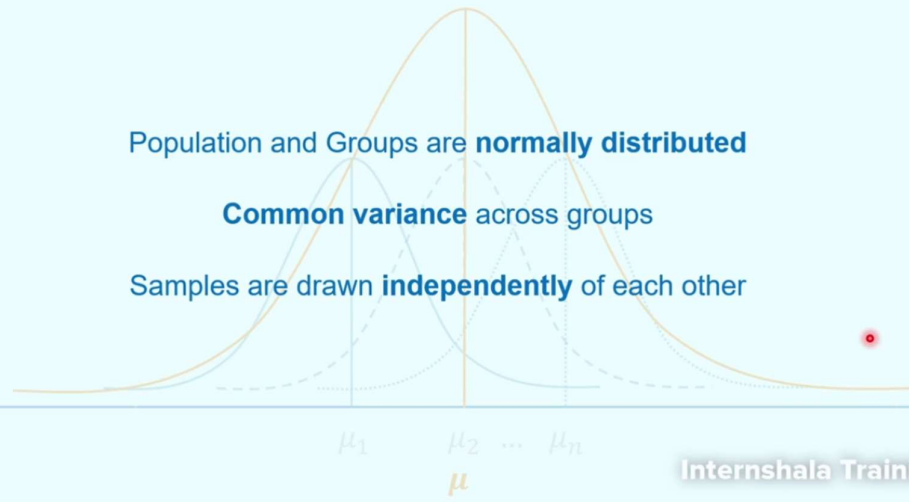 Population and Groups are normally distributed
Common variance across groups
Samples are drawn independently of each other
μ₁ μ₂ ... μₙ
μ
Internshala Train